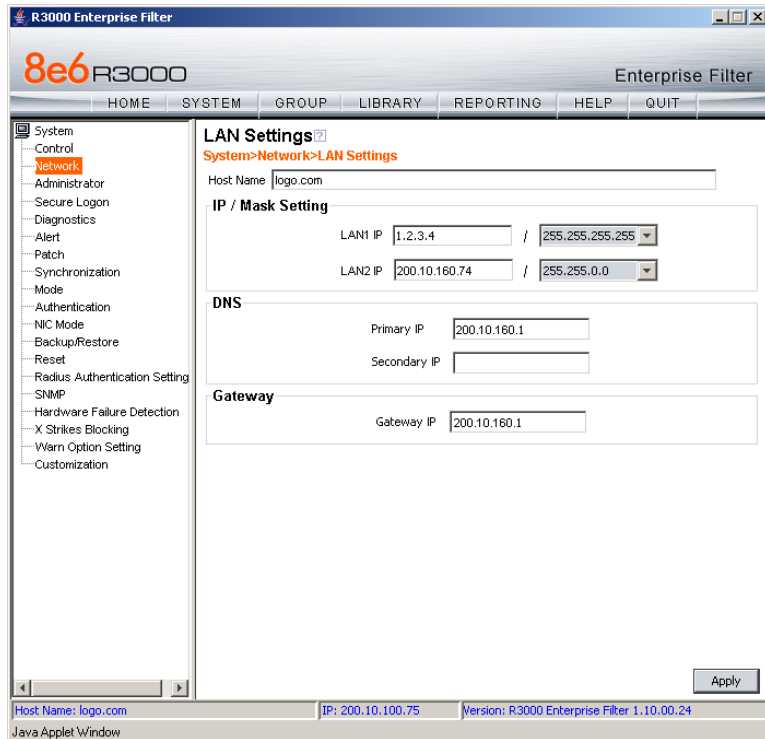 R3000 Enterprise Filter
8e6 R3000
Enterprise Filter
HOME SYSTEM GROUP LIBRARY REPORTING HELP QUIT
System
Control
Network
Administrator
Secure Logon
Diagnostics
Alert
Patch
Synchronization
Mode
Authentication
NIC Mode
Backup/Restore
Reset
Radius Authentication Setting
SNMP
Hardware Failure Detection
X Strikes Blocking
Warn Option Setting
Customization
LAN Settings ?
System>Network>LAN Settings
Host Name logo.com
IP / Mask Setting
LAN1 IP 1.2.3.4 / 255.255.255.255
LAN2 IP 200.10.160.74 / 255.255.0.0
DNS
Primary IP 200.10.160.1
Secondary IP
Gateway
Gateway IP 200.10.160.1
Apply
Host Name: logo.com IP: 200.10.100.75 Version: R3000 Enterprise Filter 1.10.00.24
Java Applet Window